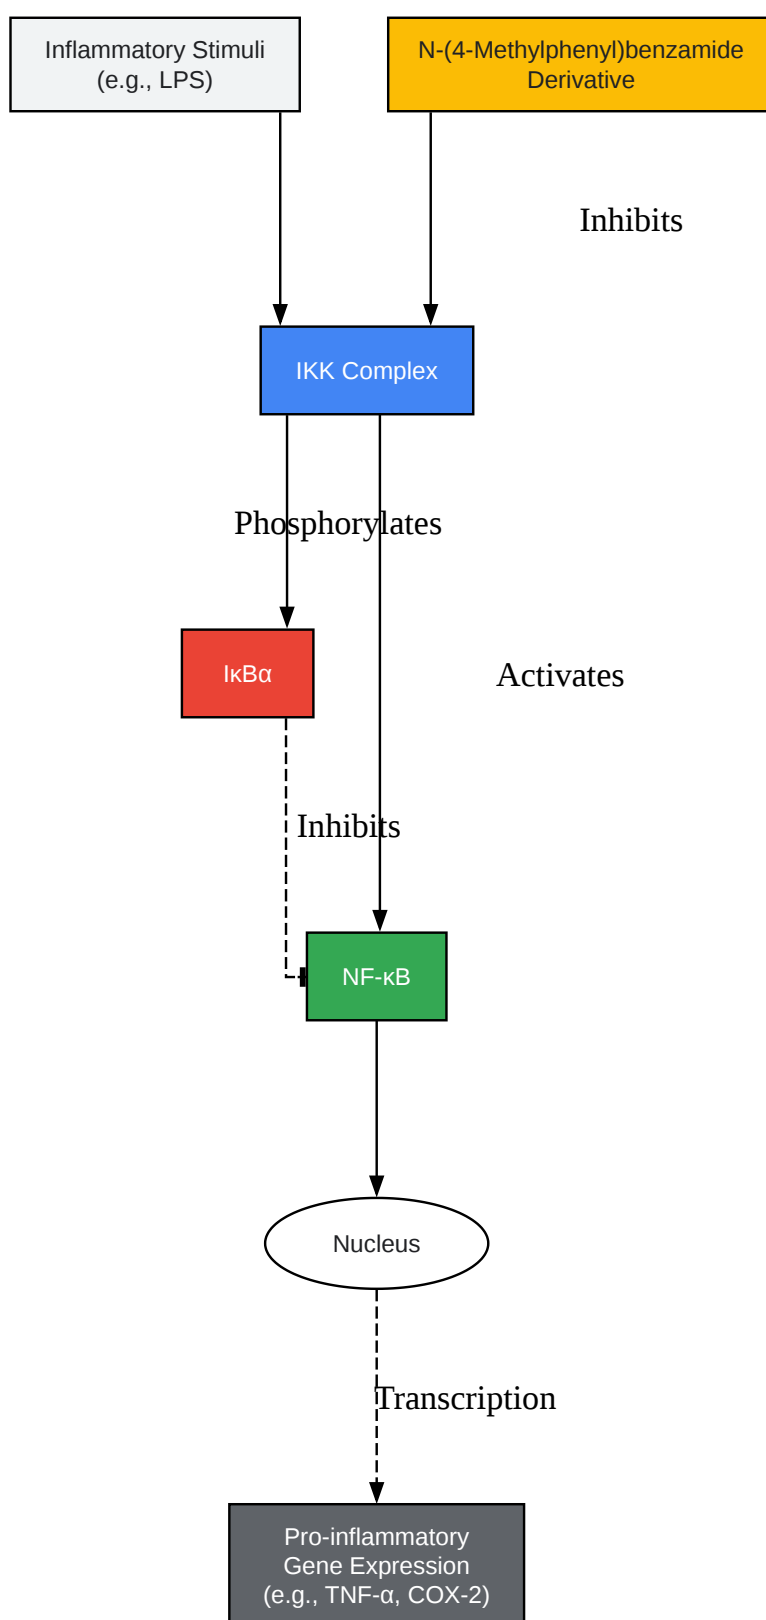 Inflammatory Stimuli
(e.g., LPS)
N-(4-Methylphenyl)benzamide
Derivative
Inhibits
IKK Complex
Phosphorylates
IκBα
Activates
Inhibits
NF-κB
Nucleus
Transcription
Pro-inflammatory
Gene Expression
(e.g., TNF-α, COX-2)